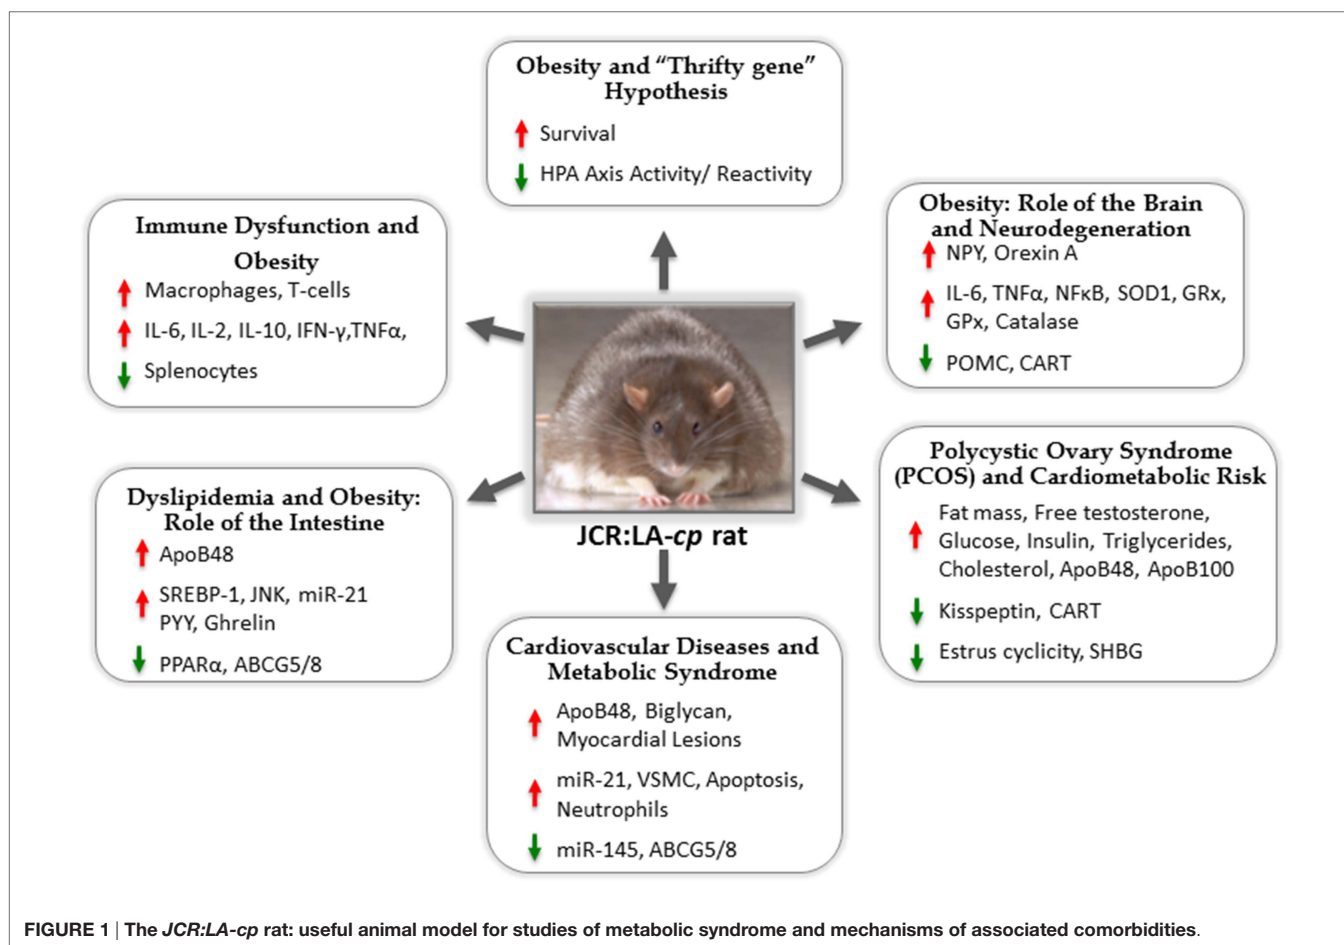 Obesity and “Thrifty gene”
Hypothesis
Survival
HPA Axis Activity/ Reactivity
Immune Dysfunction and
Obesity
Macrophages, T-cells
IL-6, IL-2, IL-10, IFN-γ,TNFα,
Splenocytes
Obesity: Role of the Brain
and Neurodegeneration
NPY, Orexin A
IL-6, TNFα, NFκB, SOD1, GRx,
GPx, Catalase
POMC, CART
Dyslipidemia and Obesity:
Role of the Intestine
ApoB48
SREBP-1, JNK, miR-21
PYY, Ghrelin
PPARα, ABCG5/8
JCR:LA-cp rat
Polycystic Ovary Syndrome
(PCOS) and Cardiometabolic Risk
Fat mass, Free testosterone,
Glucose, Insulin, Triglycerides,
Cholesterol, ApoB48, ApoB100
Kisspeptin, CART
Estrus cyclicity, SHBG
Cardiovascular Diseases and
Metabolic Syndrome
ApoB48, Biglycan,
Myocardial Lesions
miR-21, VSMC, Apoptosis,
Neutrophils
miR-145, ABCG5/8
FIGURE 1 | The JCR:LA-cp rat: useful animal model for studies of metabolic syndrome and mechanisms of associated comorbidities.